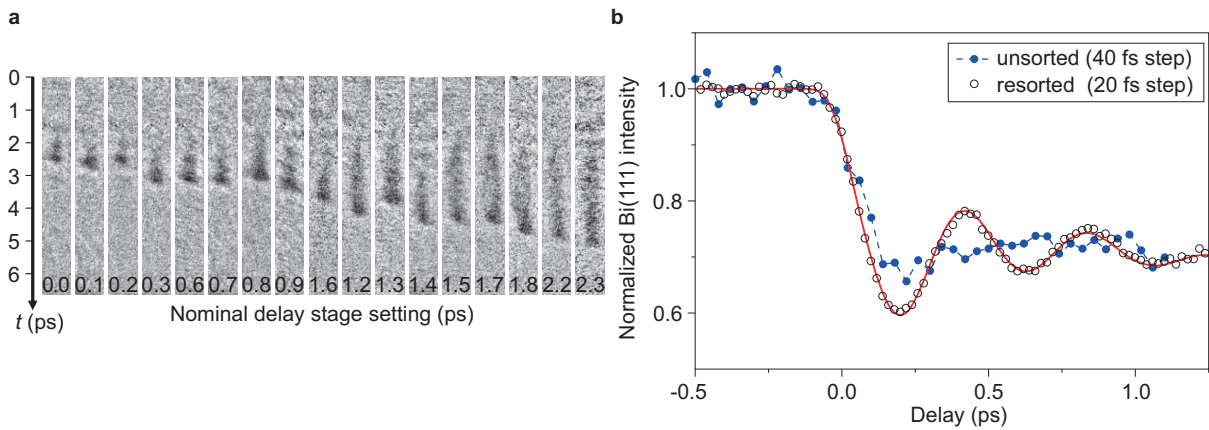 a
0
1
2
3
4
5
6
t (ps)
0.0 0.1 0.2 0.3 0.6 0.7 0.8 0.9 1.6 1.2 1.3 1.4 1.5 1.7 1.8 2.2 2.3
Nominal delay stage setting (ps)
b
unsorted (40 fs step)
resorted (20 fs step)
Normalized Bi(111) intensity
1.0
0.8
0.6
-0.5 0.0 0.5 1.0
Delay (ps)